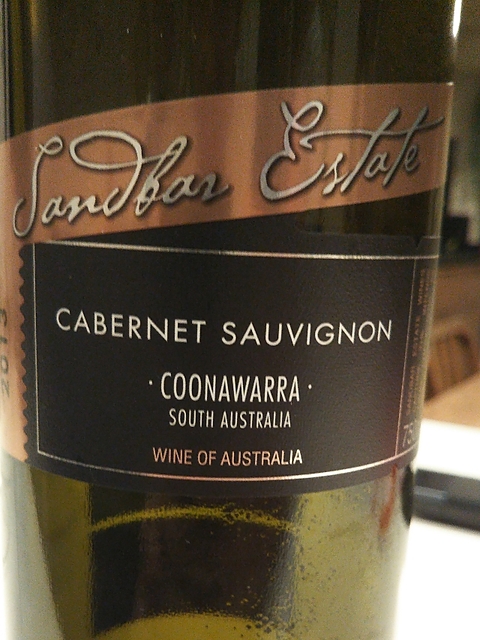 Sandbar Estate
CABERNET SAUVIGNON
· COONAWARRA ·
SOUTH AUSTRALIA
WINE OF AUSTRALIA
2013